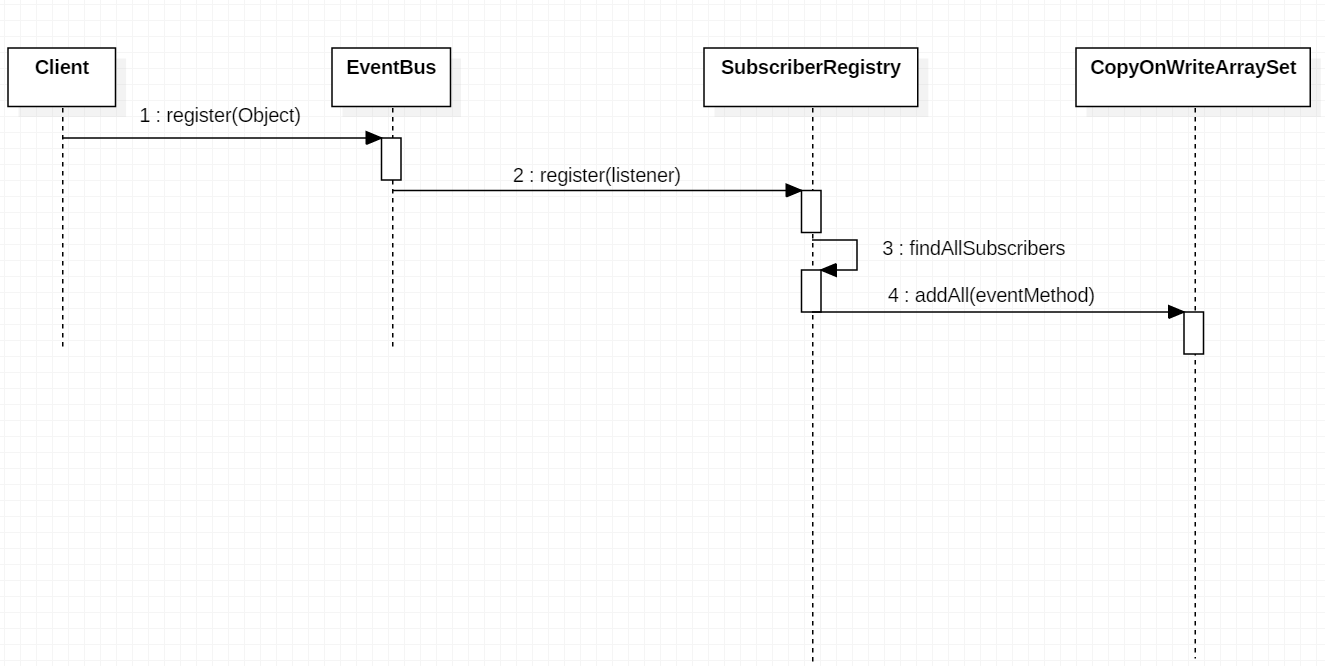 Client
EventBus
SubscriberRegistry
CopyOnWriteArraySet
1 : register(Object)
2 : register(listener)
3 : findAllSubscribers
4 : addAll(eventMethod)